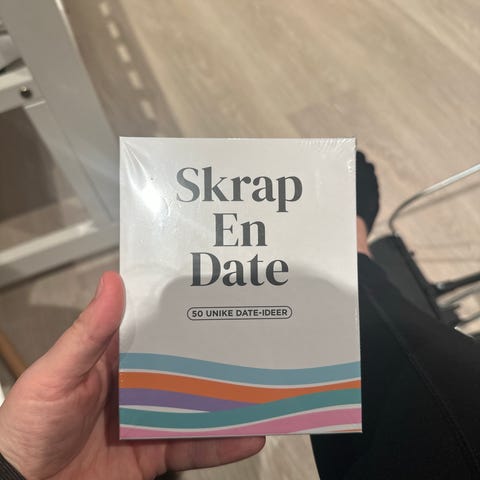 Skrap
En
Date
50 UNIKE DATE-IDEER